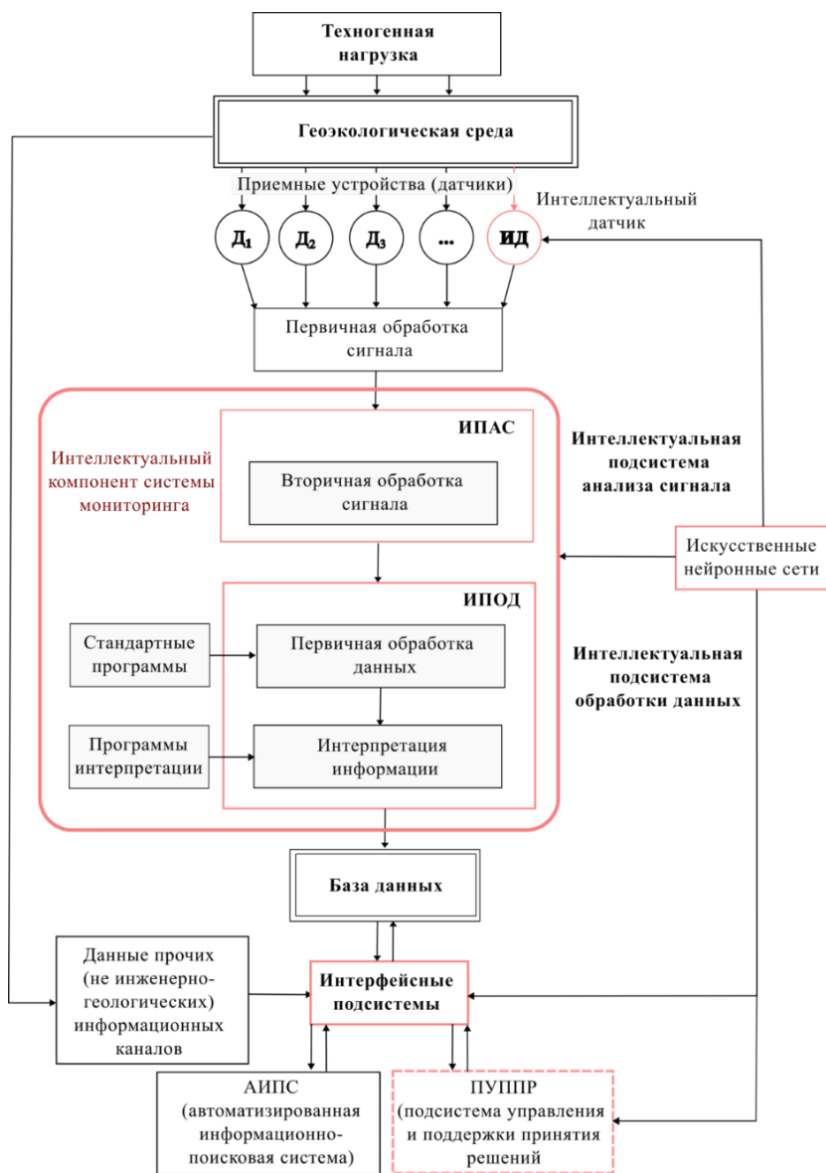 Техногенная
нагрузка
Геоэкологическая среда
Приемные устройства (датчики)
Интеллектуальный
датчик
Д1
Д2
Д3
...
ИД
Первичная обработка
сигнала
ИПАС
Интеллектуальный
компонент системы
мониторинга
Вторичная обработка
сигнала
Интеллектуальная
подсистема
анализа сигнала
Искусственные
нейронные сети
ИПОД
Стандартные
программы
Первичная обработка
данных
Интеллектуальная
подсистема
обработки данных
Программы
интерпретации
Интерпретация
информации
База данных
Данные прочих
(не инженерно-
геологических)
информационных
каналов
Интерфейсные
подсистемы
АИПС
(автоматизированная
информационно-
поисковая система)
ПУППР
(подсистема управления
и поддержки принятия
решений)